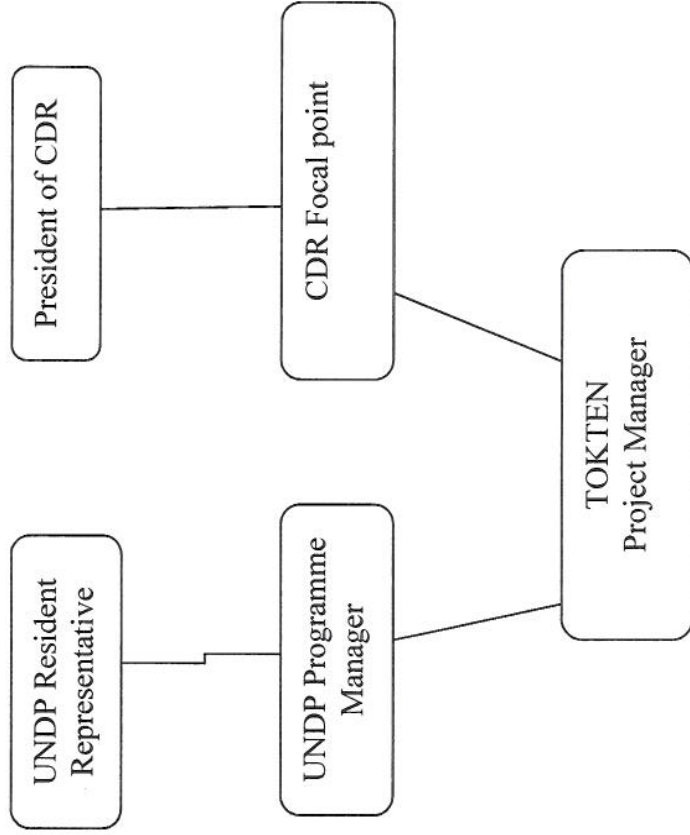 UNDP Resident
Representative
President of CDR
UNDP Programme
Manager
CDR Focal point
TOKTEN
Project Manager